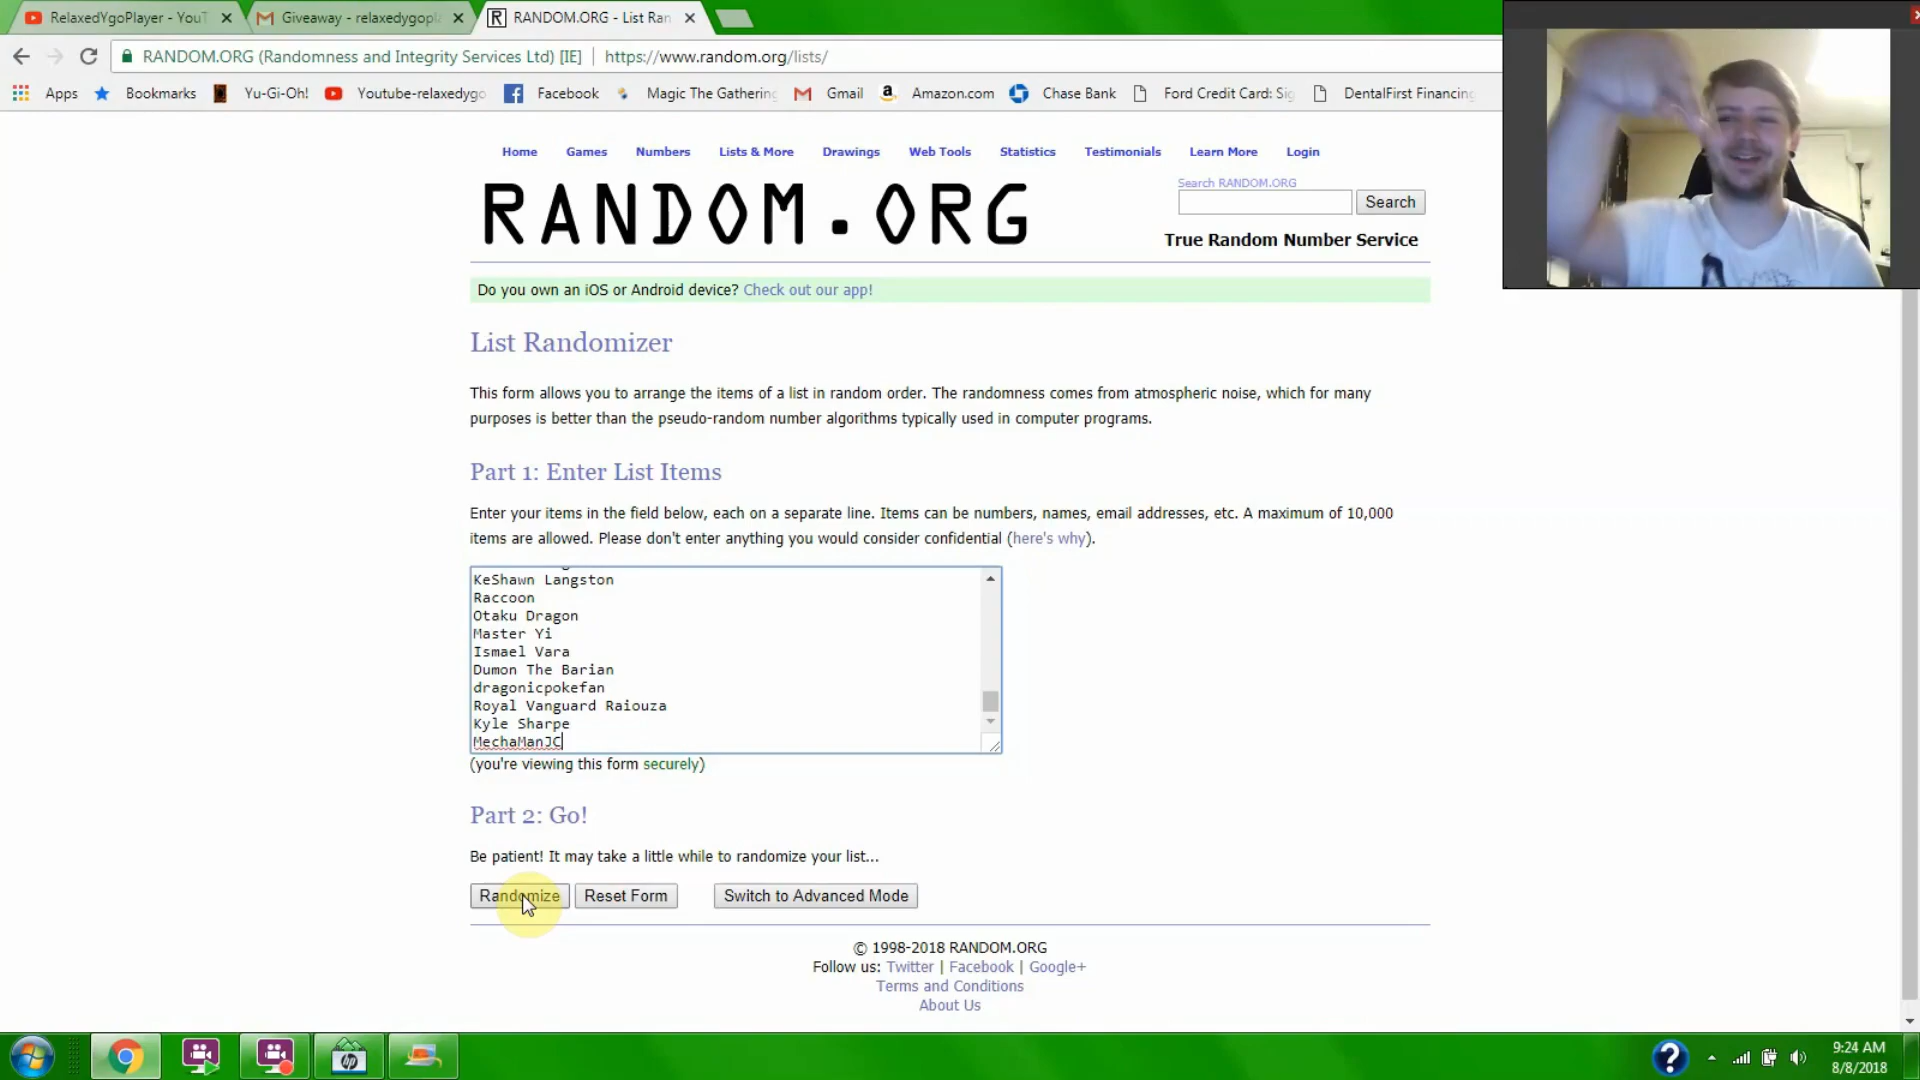 RelaxedYgoPlayer - YouT
Giveaway - relaxedygopl
RANDOM.ORG - List Ran
RANDOM.ORG (Randomness and Integrity Services Ltd) [IE] https://www.random.org/lists/
Apps Bookmarks Yu-Gi-Oh! Youtube-relaxedygo Facebook Magic The Gathering Gmail Amazon.com Chase Bank Ford Credit Card: Sig DentalFirst Financing
Home Games Numbers Lists & More Drawings Web Tools Statistics Testimonials Learn More Login
RANDOM.ORG
Search RANDOM.ORG
Search
True Random Number Service
Do you own an iOS or Android device? Check out our app!
List Randomizer
This form allows you to arrange the items of a list in random order. The randomness comes from atmospheric noise, which for many
purposes is better than the pseudo-random number algorithms typically used in computer programs.
Part 1: Enter List Items
Enter your items in the field below, each on a separate line. Items can be numbers, names, email addresses, etc. A maximum of 10,000
items are allowed. Please don't enter anything you would consider confidential (here's why).
KeShawn Langston
Raccoon
Otaku Dragon
Master Yi
Ismael Vara
Dumon The Barian
dragonicpokefan
Royal Vanguard Raiouza
Kyle Sharpe
MechaManJC
(you're viewing this form securely)
Part 2: Go!
Be patient! It may take a little while to randomize your list...
Randomize Reset Form Switch to Advanced Mode
© 1998-2018 RANDOM.ORG
Follow us: Twitter | Facebook | Google+
Terms and Conditions
About Us
hp
9:24 AM
8/8/2018